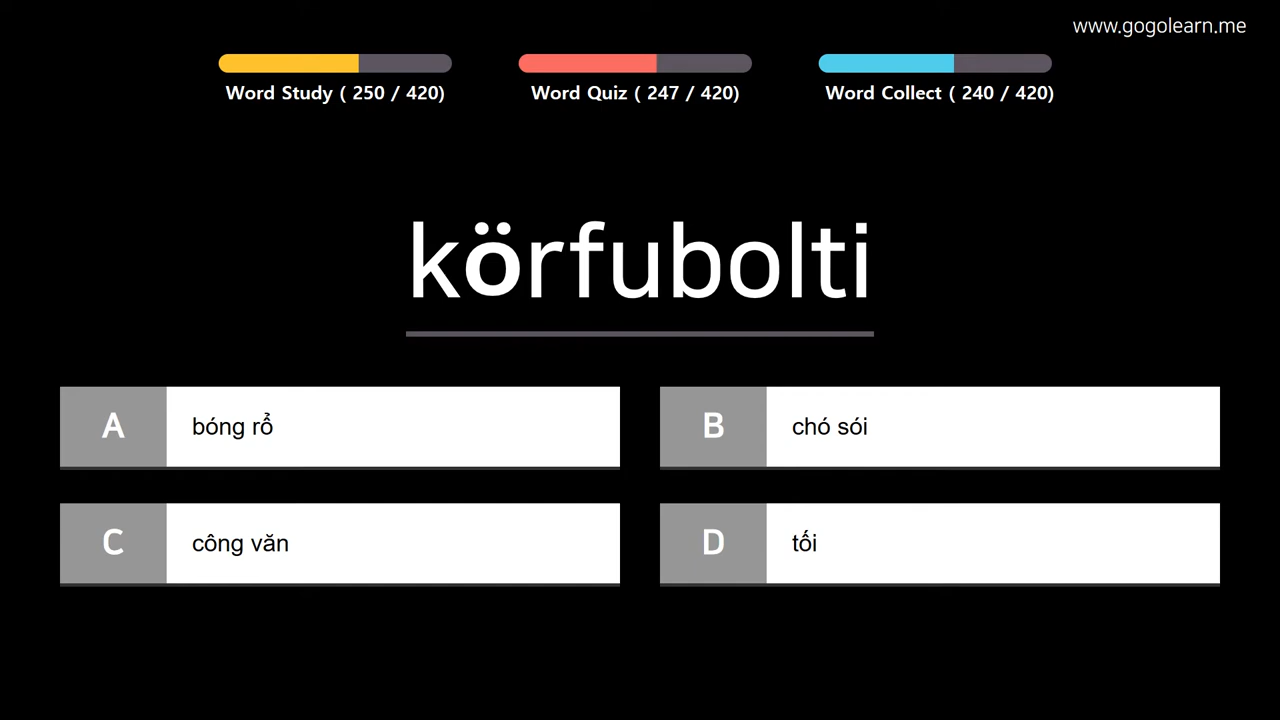 www.gogolearn.me
Word Study ( 250 / 420)
Word Quiz ( 247 / 420)
Word Collect ( 240 / 420)
körfubolti
A bóng rổ
B chó sói
C công văn
D tối